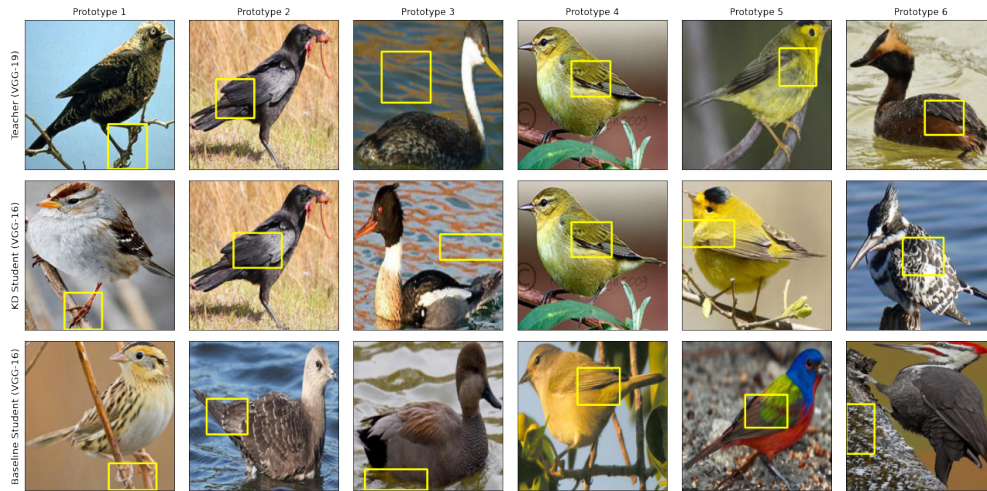 Prototype 1 Prototype 2 Prototype 3 Prototype 4 Prototype 5 Prototype 6
Teacher (VGG-19)
KD Student (VGG-16)
Baseline Student (VGG-16)